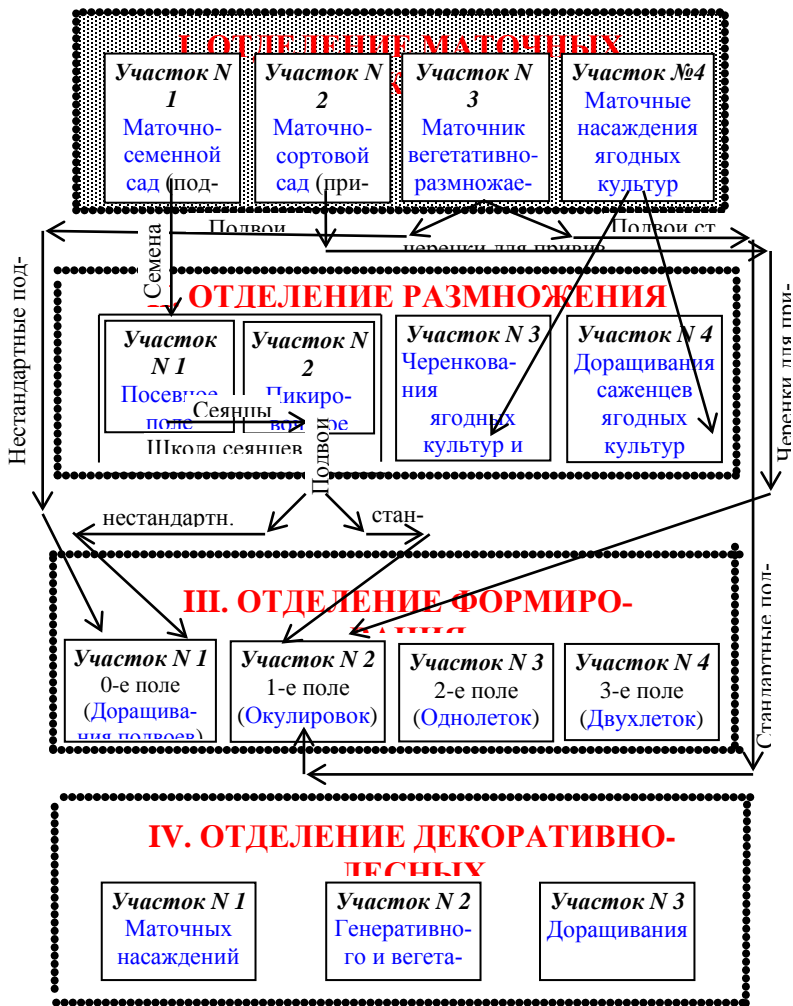 I. ОТДЕЛЕНИЕ МАТОЧНЫХ
Участок N
1
Маточно-
семенной
сад (под-
Участок N
2
Маточно-
сортовой
сад (при-
Участок N
3
Маточник
вегетативно-
размножае-
Участок №4
Маточные
насаждения
ягодных
культур
Подвои
черенки для привив
Подвои ст
Семена
Нестандартные под-
Черенки для при-
ОТДЕЛЕНИЕ РАЗМНОЖЕНИЯ
Участок
N 1
Посевное
поле
Участок N
2
Пикиро-
Сеянцы
Школа сеянцев
Участок N 3
Черенкова-
ния
ягодных
культур и
Участок N 4
Доращивания
саженцев
ягодных
культур
Подвои
нестандартн.
стан-
Стандартные под-
III. ОТДЕЛЕНИЕ ФОРМИРО-
ВАНИЯ
Участок N 1
0-е поле
(Доращива-
ния подвоев)
Участок N 2
1-е поле
(Окулировок)
Участок N 3
2-е поле
(Однолеток)
Участок N 4
3-е поле
(Двухлеток)
IV. ОТДЕЛЕНИЕ ДЕКОРАТИВНО-
ЛЕСНЫХ
Участок N 1
Маточных
насаждений
Участок N 2
Генеративно-
го и вегета-
Участок N 3
Доращивания